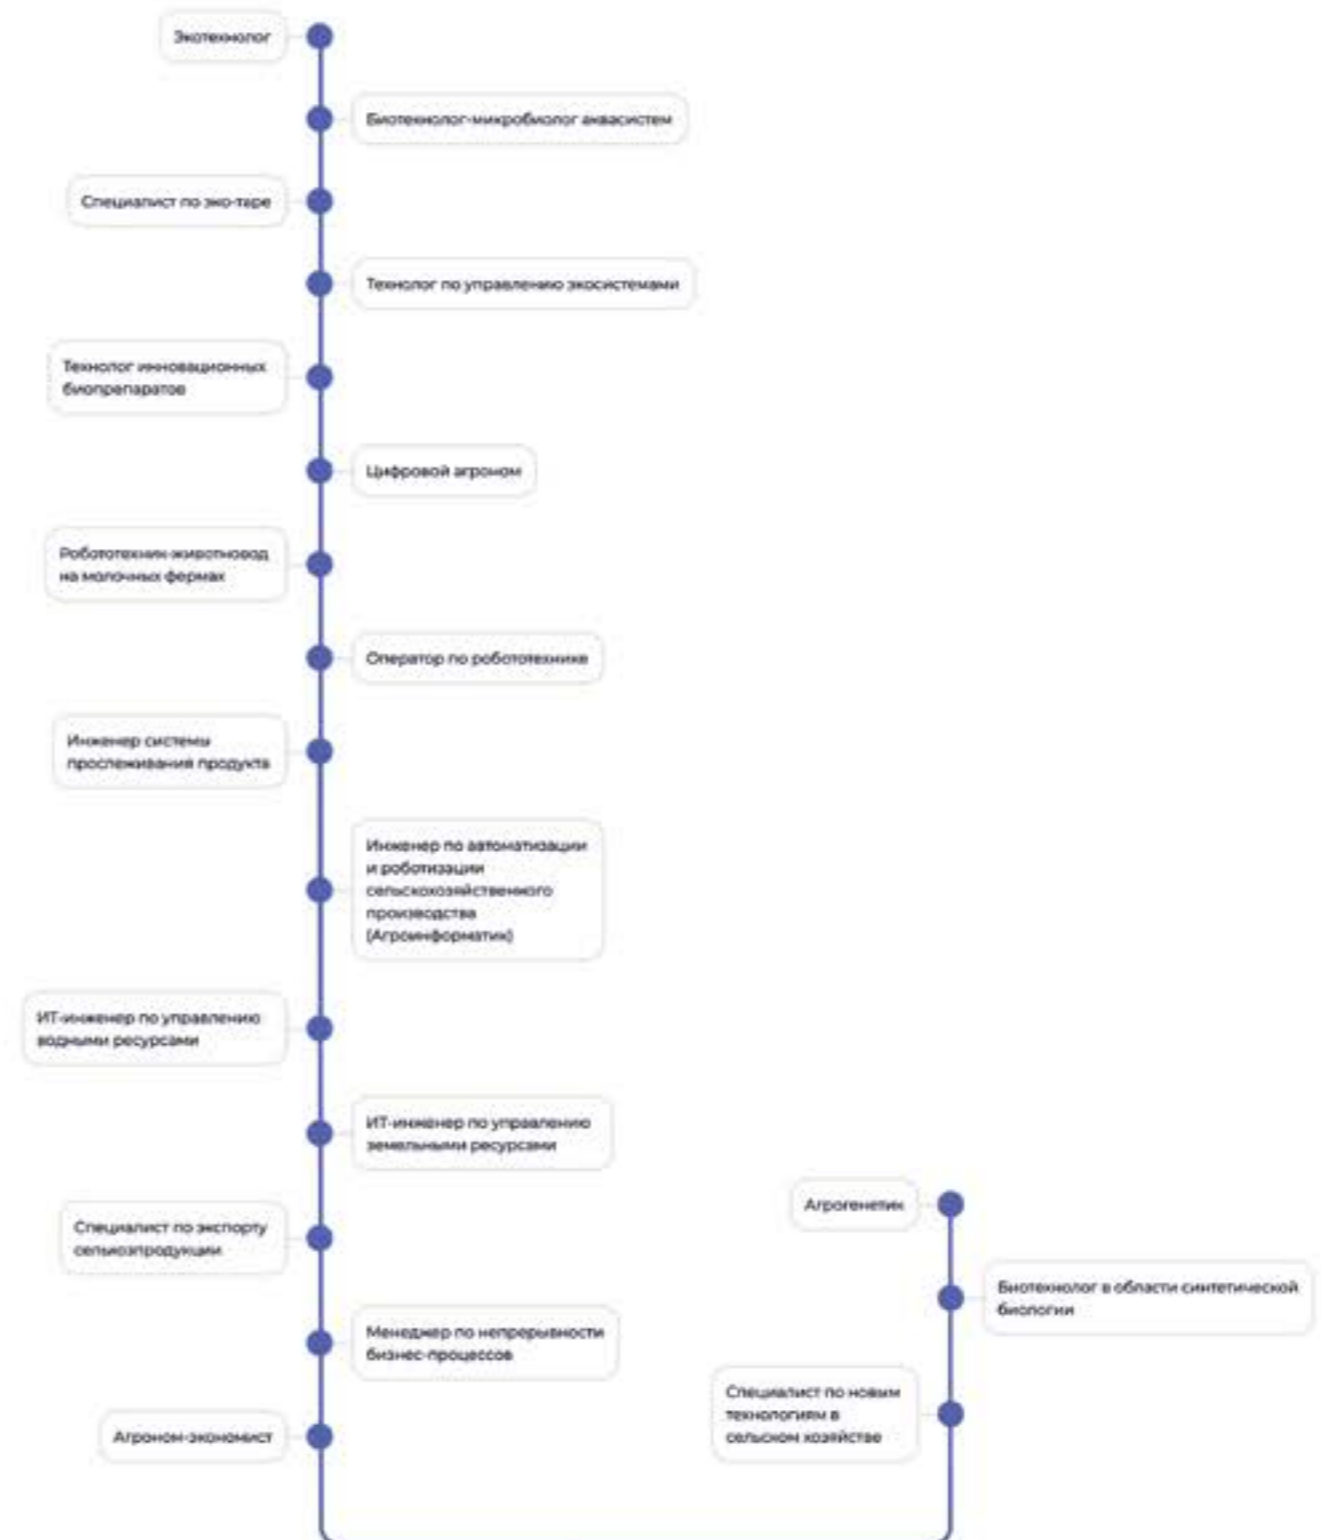 Экотехнолог
Биотехнолог-микробиолог аквасистем
Специалист по эко-таре
Технолог по управлению экосистемами
Технолог инновационных
биопрепаратов
Цифровой агроном
Робототехник-животновод
на молочных фермах
Оператор по робототехнике
Инженер системы
прослеживания продукта
Инженер по автоматизации
и роботизации
сельскохозяйственного
производства
(Агроинформатик)
ИТ-инженер по управлению
водными ресурсами
ИТ-инженер по управлению
земельными ресурсами
Специалист по экспорту
сельхозпродукции
Менеджер по непрерывности
бизнес-процессов
Агроном-экономист
Агрогенетик
Биотехнолог в области синтетической
биологии
Специалист по новым
технологиям в
сельском хозяйстве